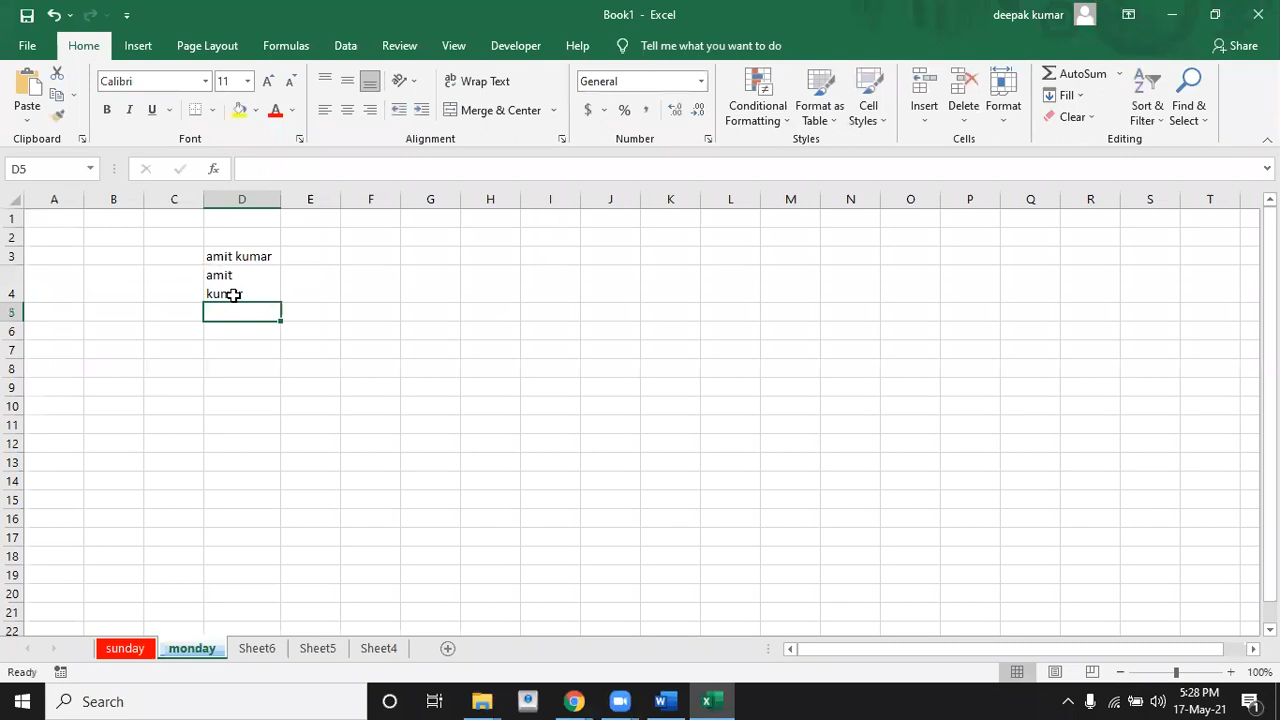 Book1 - Excel
deepak kumar
File Home Insert Page Layout Formulas Data Review View Developer Help Tell me what you want to do Share
Paste
Calibri 11
B I U
A A
Wrap Text
Merge & Center
General
$ % ,
Conditional Formatting
Format as Table
Cell Styles
Insert
Delete
Format
AutoSum
Fill
Clear
Sort & Filter
Find & Select
Clipboard Font Alignment Number Styles Cells Editing
D5 fx
A B C D E F G H I J K L M N O P Q R S T
1
2
3 amit kumar
amit
4
5
6
7
8
9
10
11
12
13
14
15
16
17
18
19
20
21
22
sunday monday Sheet6 Sheet5 Sheet4
Ready 100%
Search
5:28 PM
17-May-21